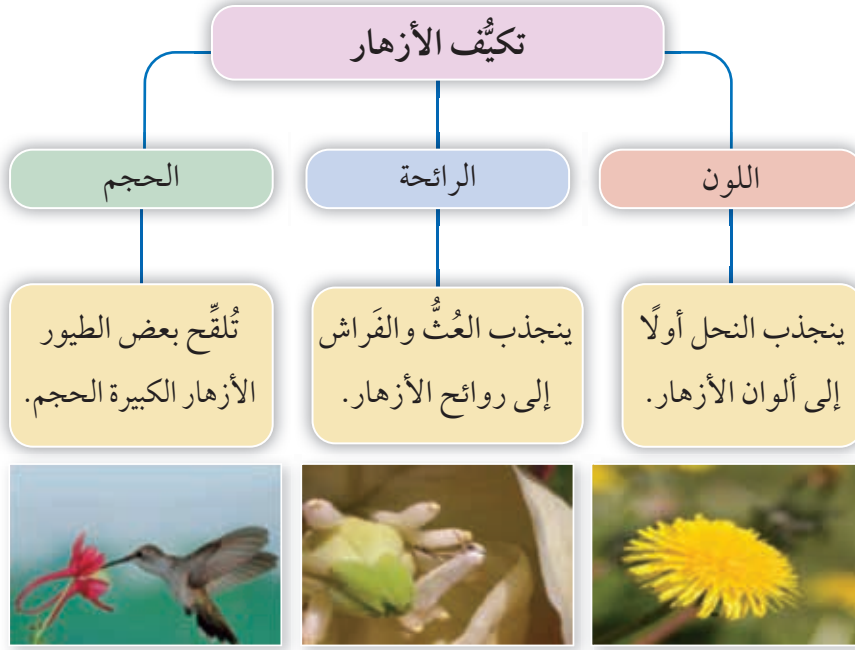 تكيُّف الأزهار
اللون
الرائحة
الحجم
ينجذب النحل أولًا
إلى ألوان الأزهار.
ينجذب العُثُّ والفَراش
إلى روائح الأزهار.
تُلقِّح بعض الطيور
الأزهار الكبيرة الحجم.